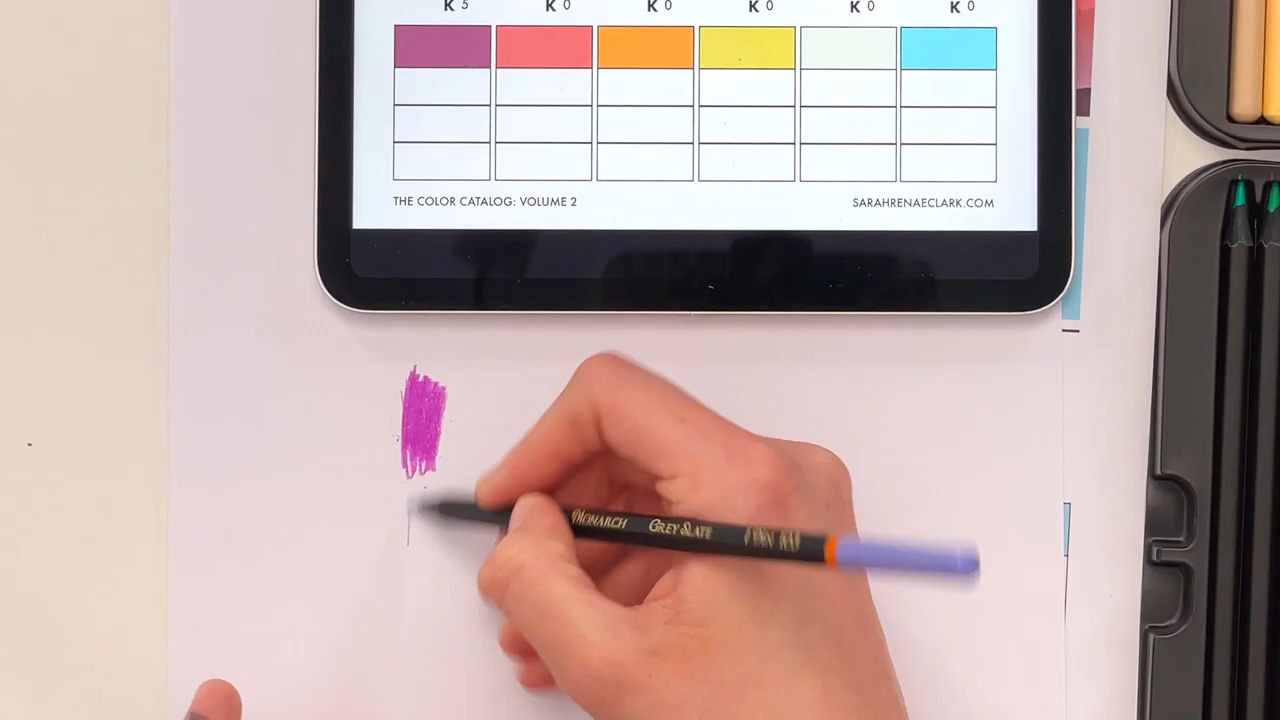 K 5 K 0 K 0 K 0 K 0 K 0
THE COLOR CATALOG: VOLUME 2 SARAHRENAECLARK.COM
MONARCH GREY SLATE